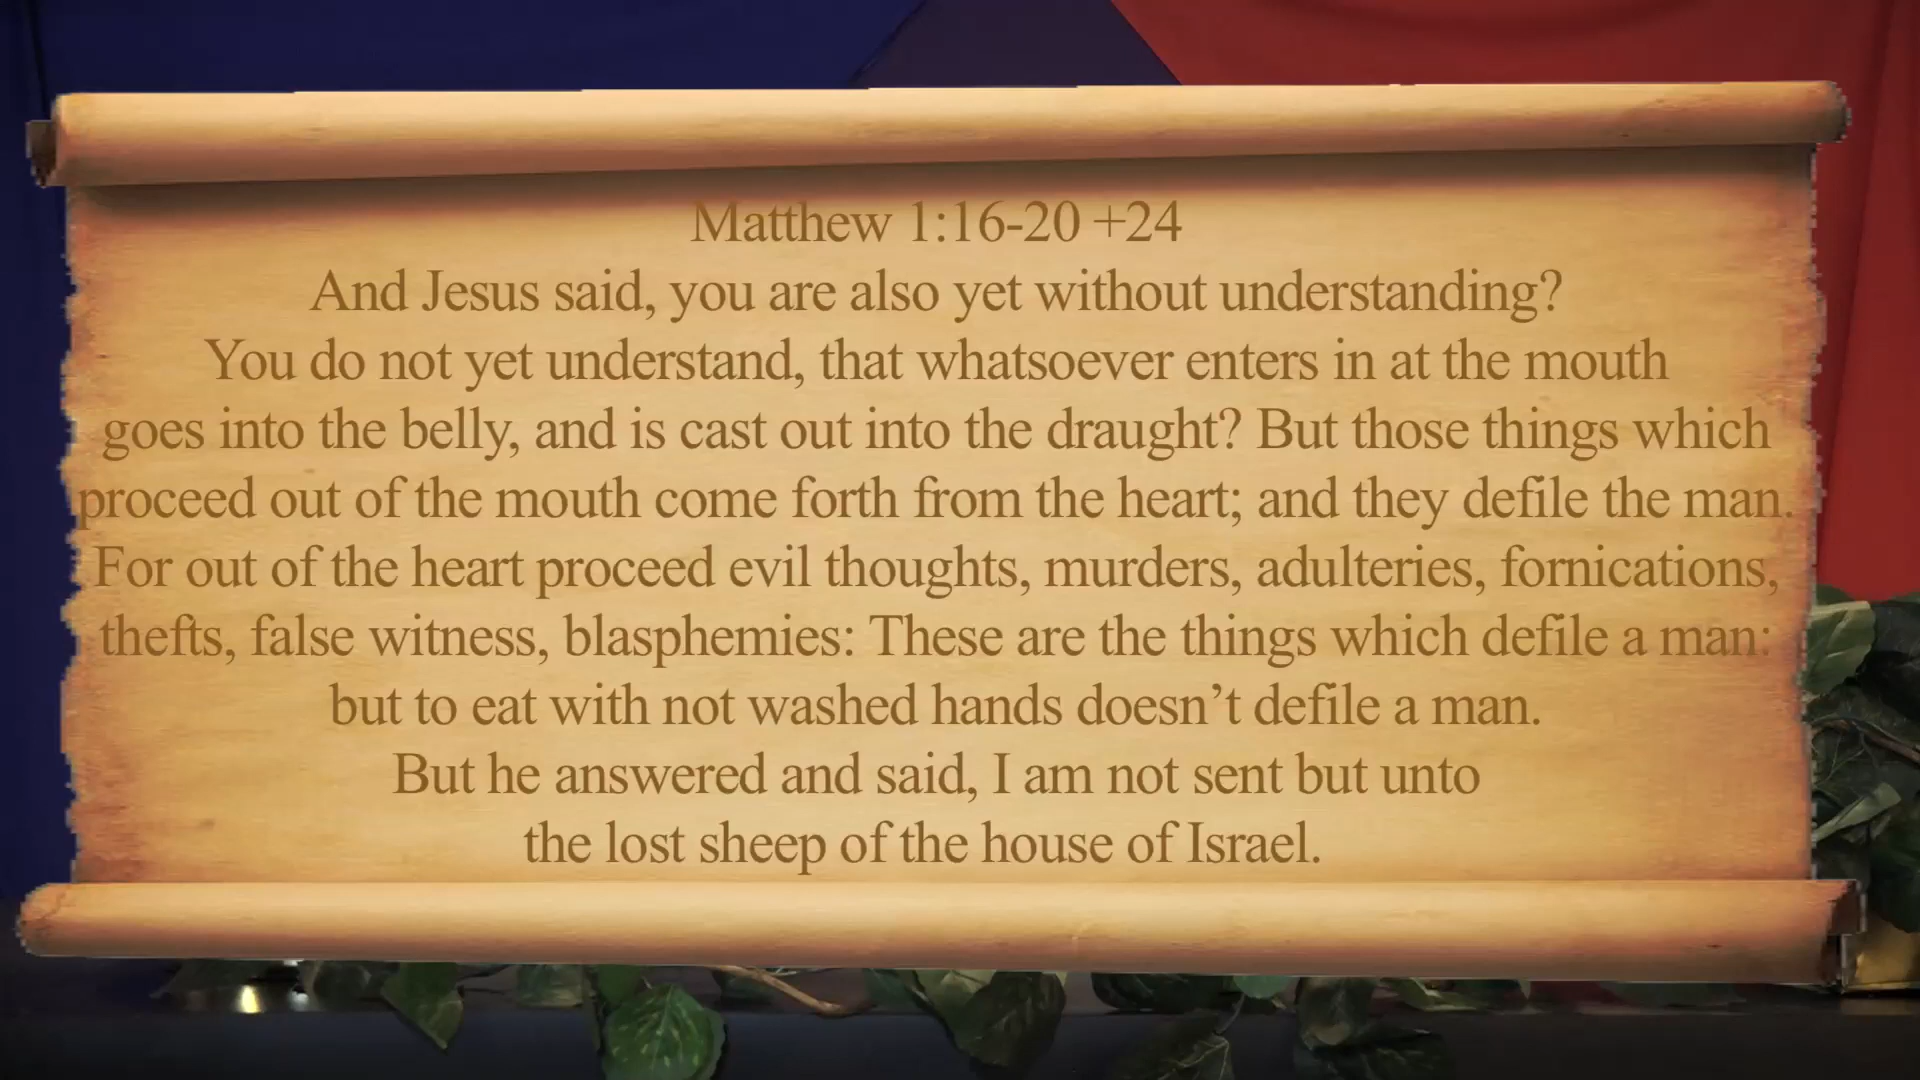 Matthew 1:16-20 +24
And Jesus said, you are also yet without understanding?
You do not yet understand, that whatsoever enters in at the mouth
goes into the belly, and is cast out into the draught? But those things which
proceed out of the mouth come forth from the heart; and they defile the man.
For out of the heart proceed evil thoughts, murders, adulteries, fornications,
thefts, false witness, blasphemies: These are the things which defile a man:
but to eat with not washed hands doesn’t defile a man.
But he answered and said, I am not sent but unto
the lost sheep of the house of Israel.